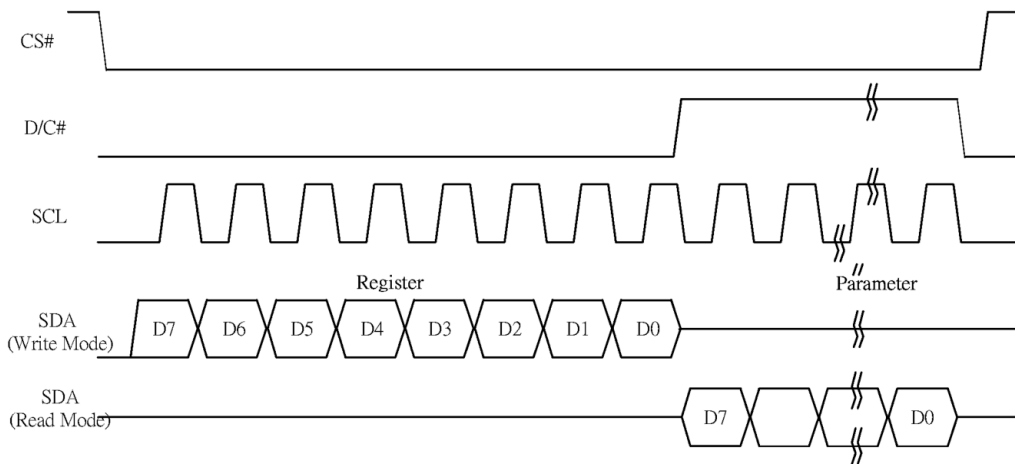 CS#
D/C#
SCL
Register
Parameter
SDA
(Write Mode)
D7 D6 D5 D4 D3 D2 D1 D0
SDA
(Read Mode)
D7 D0